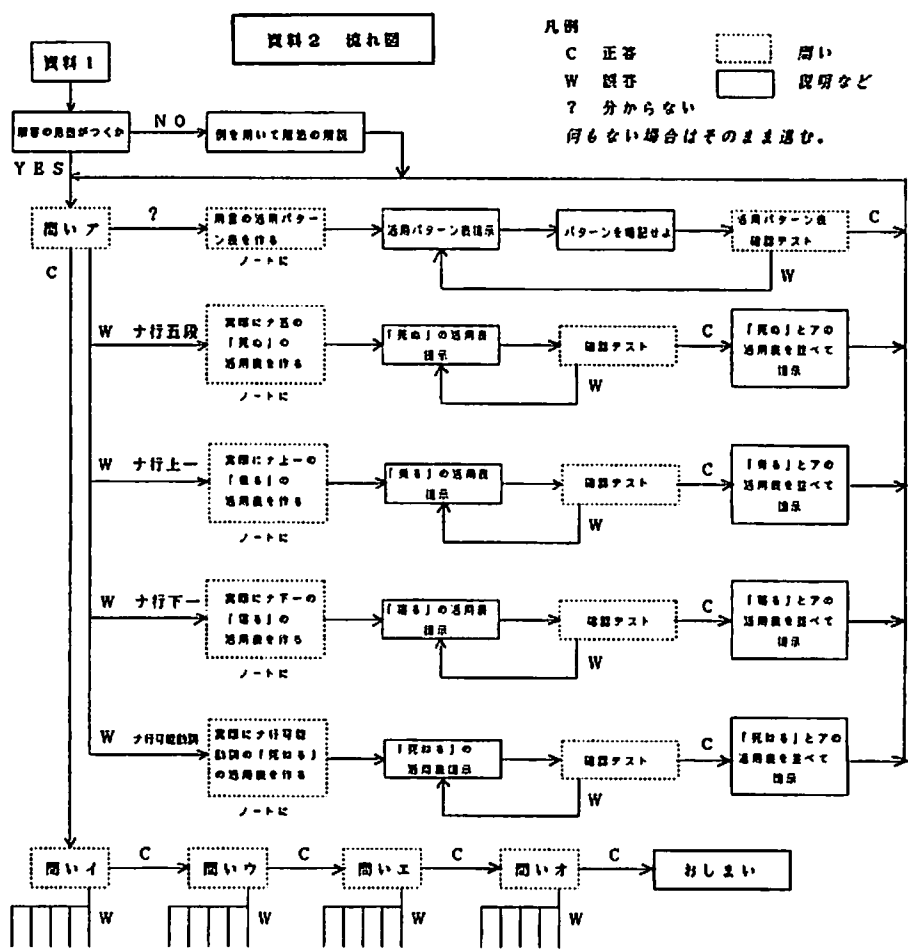 資料2 流れ図
資料1
凡例
C 正答
W 誤答
? 分からない
何もない場合はそのまま進む。
問い
説明など
解答の見当がつくか
NO
例を用いて解法の解説
YES
問いア
?
用言の活用パターン表を作る
ノートに
活用パターン表提示
パターンを暗記せよ
活用パターン表
確認テスト
C
W
C
W ナ行五段
実際にナ五の
「死ぬ」の
活用表を作る
ノートに
「死ぬ」の活用表
提示
確認テスト
W
C
「死ぬ」とアの
活用表を並べて
提示
W ナ行上一
実際にナ上一の
「煮る」の
活用表を作る
ノートに
「煮る」の活用表
提示
確認テスト
W
C
「煮る」とアの
活用表を並べて
提示
W ナ行下一
実際にナ下一の
「寝る」の
活用表を作る
ノートに
「寝る」の活用表
提示
確認テスト
W
C
「寝る」とアの
活用表を並べて
提示
W ナ行可能動詞
実際にナ行可能
動詞の「死ねる」
の活用表を作る
ノートに
「死ねる」の
活用表提示
確認テスト
W
C
「死ねる」とアの
活用表を並べて
提示
問いイ
C
問いウ
C
問いエ
C
問いオ
C
おしまい
W
W
W
W